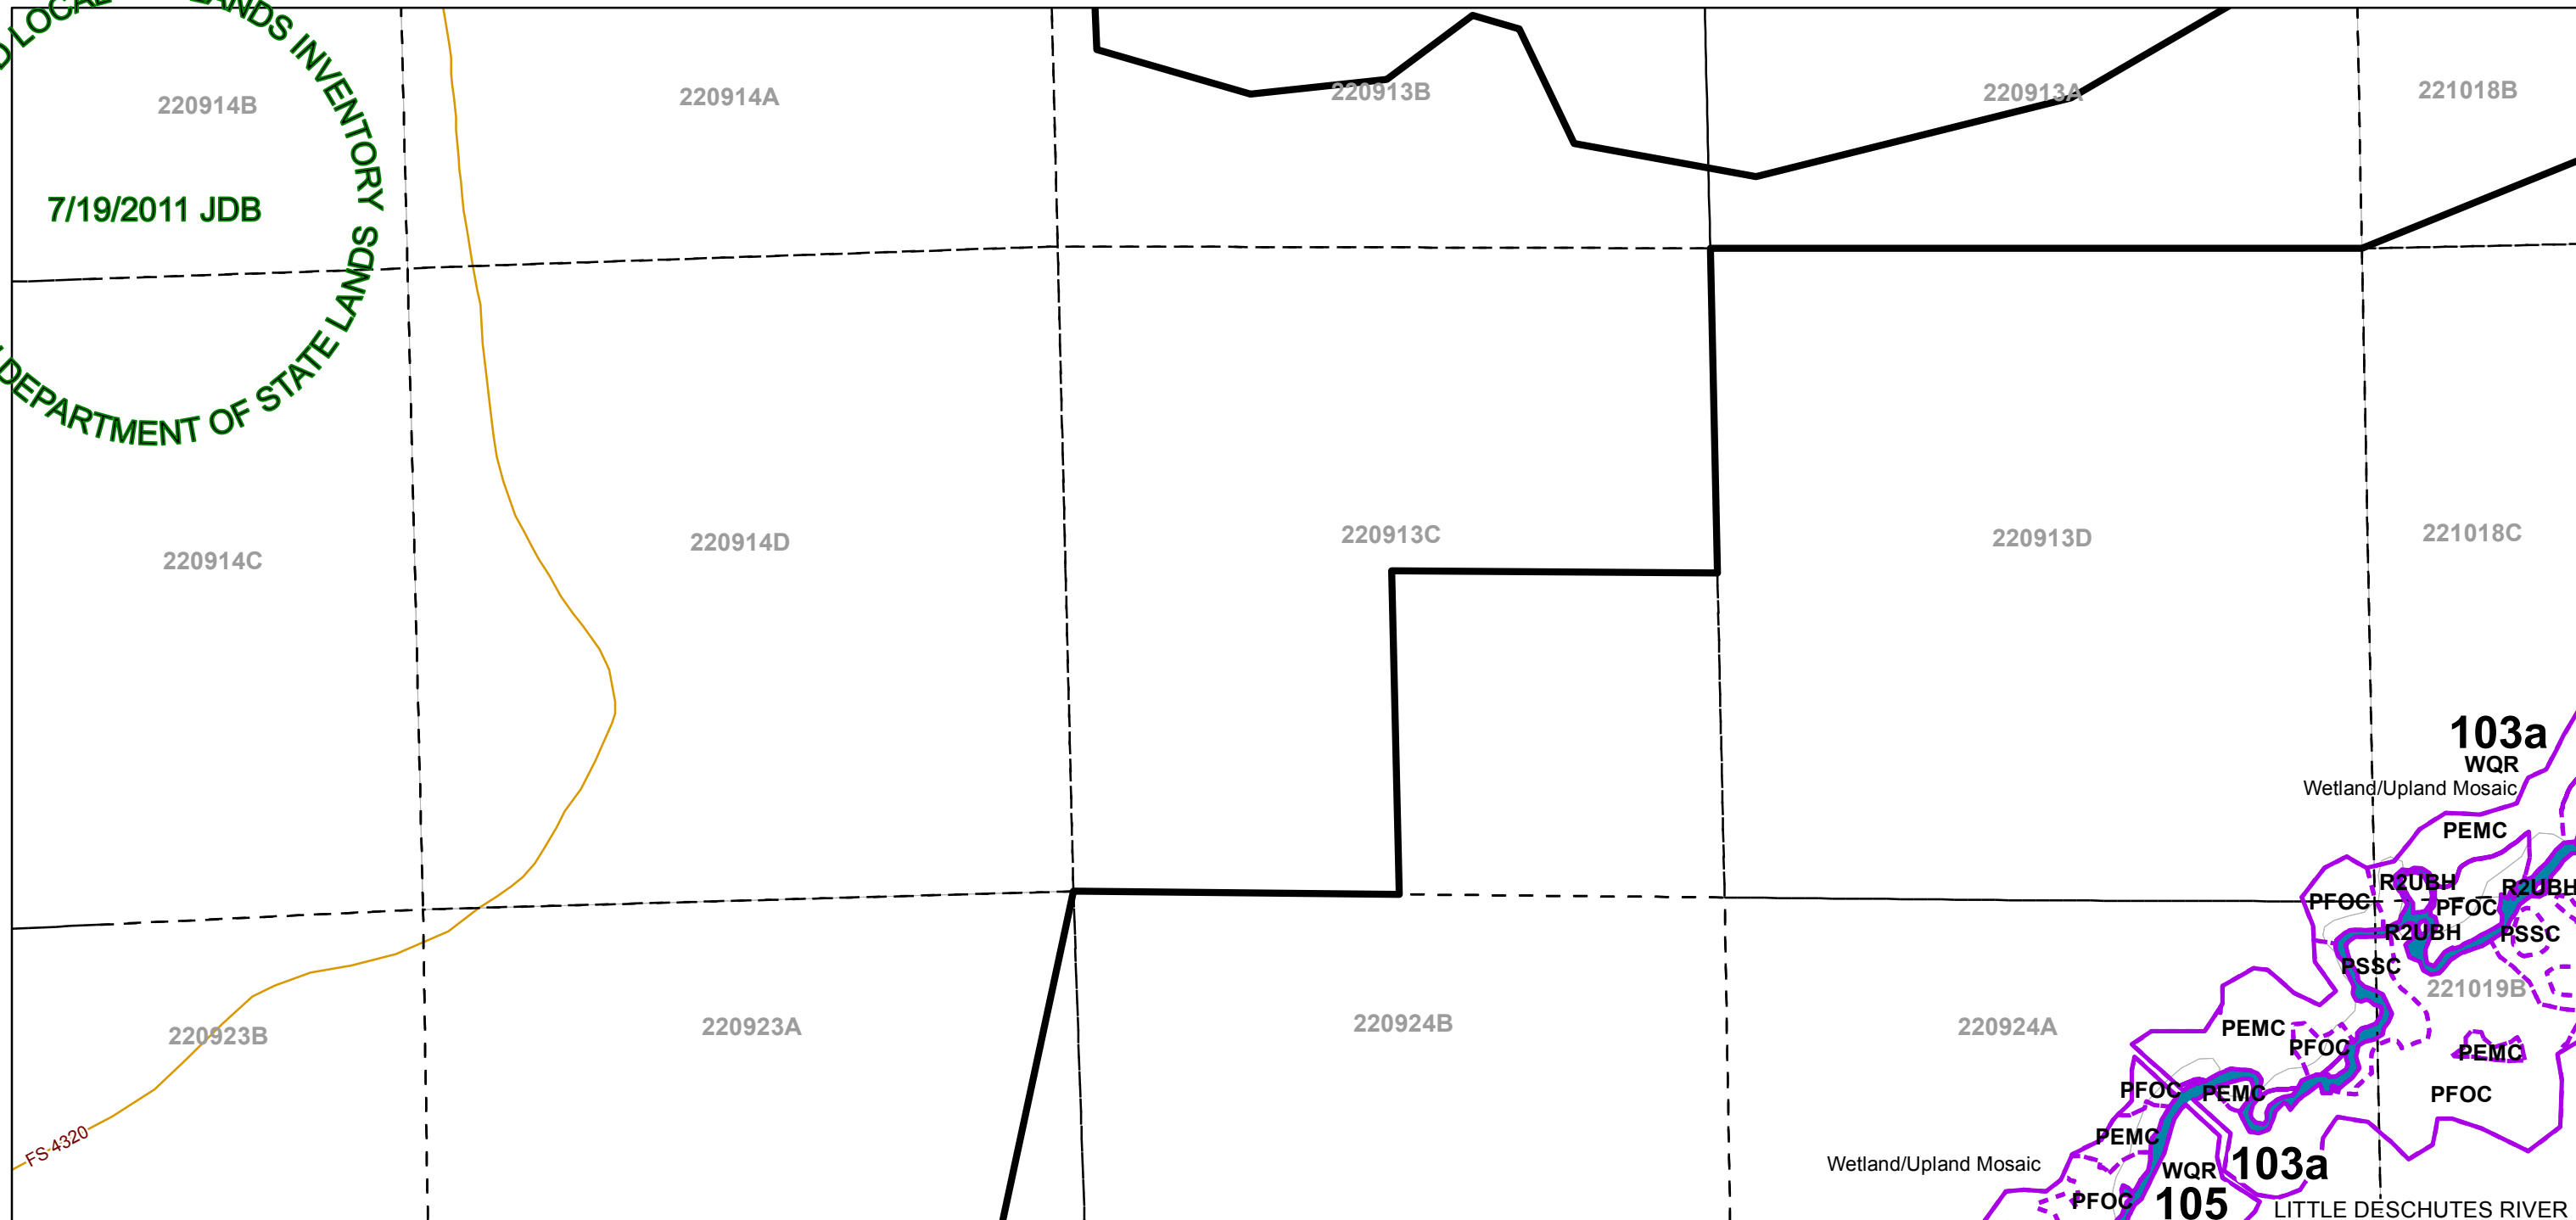 LOCAL
LANDS INVENTORY
7/19/2011 JDB
DEPARTMENT OF STATE LANDS
220914B
220914A
220913B
220913A
221018B
220914C
220914D
220913C
220913D
221018C
103a
WQR
Wetland/Upland Mosaic
PEMC
R2UBH
R2UBH
PFOC
PFOC
R2UBH
PSSC
PSSC
221019B
220923B
220923A
220924B
220924A
PEMC
PFOC
PEMC
PFOC
PEMC
PFOC
PEMC
FS-4320
Wetland/Upland Mosaic
WQR
103a
PFOC
105
LITTLE DESCHUTES RIVER